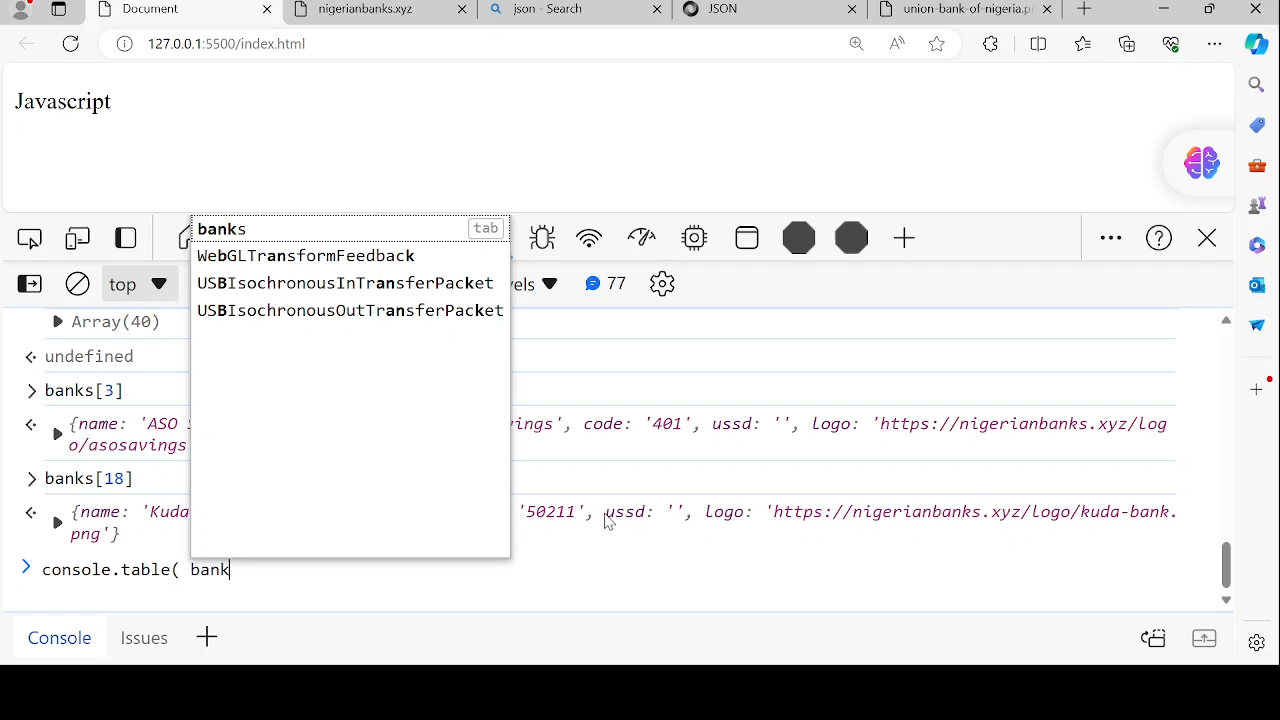 Document
nigerianbanks.xyz
json - Search
JSON
union-bank-of-nigeria.p
127.0.0.1:5500/index.html
Javascript
banks tab
WebGLTransformFeedback
USBIsochronousInTransferPacket
USBIsochronousOutTransferPacket
top
els
77
Array(40)
undefined
banks[3]
{name: 'ASO ings', code: '401', ussd: '', logo: 'https://nigerianbanks.xyz/log
o/asosavings
banks[18]
{name: 'Kuda '50211', ussd: '', logo: 'https://nigerianbanks.xyz/logo/kuda-bank.
png'}
console.table( bank
Console
Issues